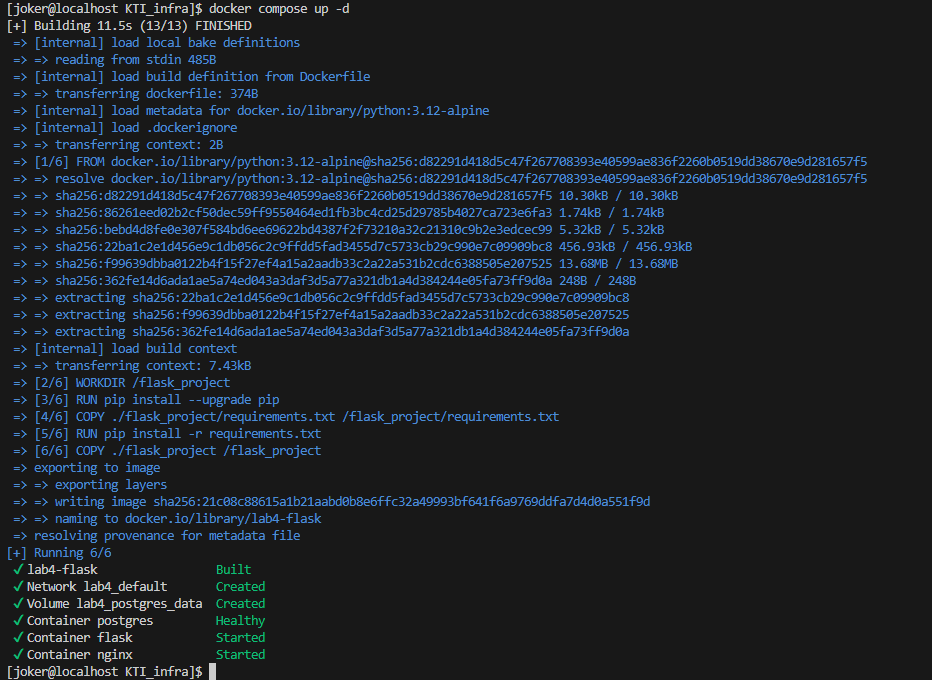 [joker@localhost KTI_infra]$ docker compose up -d
[+] Building 11.5s (13/13) FINISHED
=> [internal] load local bake definitions
=> => reading from stdin 485B
=> [internal] load build definition from Dockerfile
=> => transferring dockerfile: 374B
=> [internal] load metadata for docker.io/library/python:3.12-alpine
=> [internal] load .dockerignore
=> => transferring context: 2B
=> [1/6] FROM docker.io/library/python:3.12-alpine@sha256:d82291d418d5c47f267708393e40599ae836f2260b0519dd38670e9d281657f5
=> => resolve docker.io/library/python:3.12-alpine@sha256:d82291d418d5c47f267708393e40599ae836f2260b0519dd38670e9d281657f5
=> => sha256:d82291d418d5c47f267708393e40599ae836f2260b0519dd38670e9d281657f5 10.30kB / 10.30kB
=> => sha256:86261eed02b2cf50dec59ff9550464ed1fb3bc4cd25d29785b4027ca723e6fa3 1.74kB / 1.74kB
=> => sha256:bebd4d8fe0e307f584bd6ee69622bd4387f2f73210a32c21310c9b2e3edcec99 5.32kB / 5.32kB
=> => sha256:22ba1c2e1d456e9c1db056c2c9ffdd5fad3455d7c5733cb29c990e7c09909bc8 456.93kB / 456.93kB
=> => sha256:f99639dbba0122b4f15f27ef4a15a2aadb33c2a22a531b2cdc6388505e207525 13.68MB / 13.68MB
=> => sha256:362fe14d6ada1ae5a74ed043a3daf3d5a77a321db1a4d384244e05fa73ff9d0a 248B / 248B
=> => extracting sha256:22ba1c2e1d456e9c1db056c2c9ffdd5fad3455d7c5733cb29c990e7c09909bc8
=> => extracting sha256:f99639dbba0122b4f15f27ef4a15a2aadb33c2a22a531b2cdc6388505e207525
=> => extracting sha256:362fe14d6ada1ae5a74ed043a3daf3d5a77a321db1a4d384244e05fa73ff9d0a
=> [internal] load build context
=> => transferring context: 7.43kB
=> [2/6] WORKDIR /flask_project
=> [3/6] RUN pip install --upgrade pip
=> [4/6] COPY ./flask_project/requirements.txt /flask_project/requirements.txt
=> [5/6] RUN pip install -r requirements.txt
=> [6/6] COPY ./flask_project /flask_project
=> exporting to image
=> => exporting layers
=> => writing image sha256:21c08c88615a1b21aabd0b8e6ffc32a49993bf641f6a9769ddfa7d4d0a551f9d
=> => naming to docker.io/library/lab4-flask
=> resolving provenance for metadata file
[+] Running 6/6
✔ lab4-flask Built
✔ Network lab4_default Created
✔ Volume lab4_postgres_data Created
✔ Container postgres Healthy
✔ Container flask Started
✔ Container nginx Started
[joker@localhost KTI_infra]$